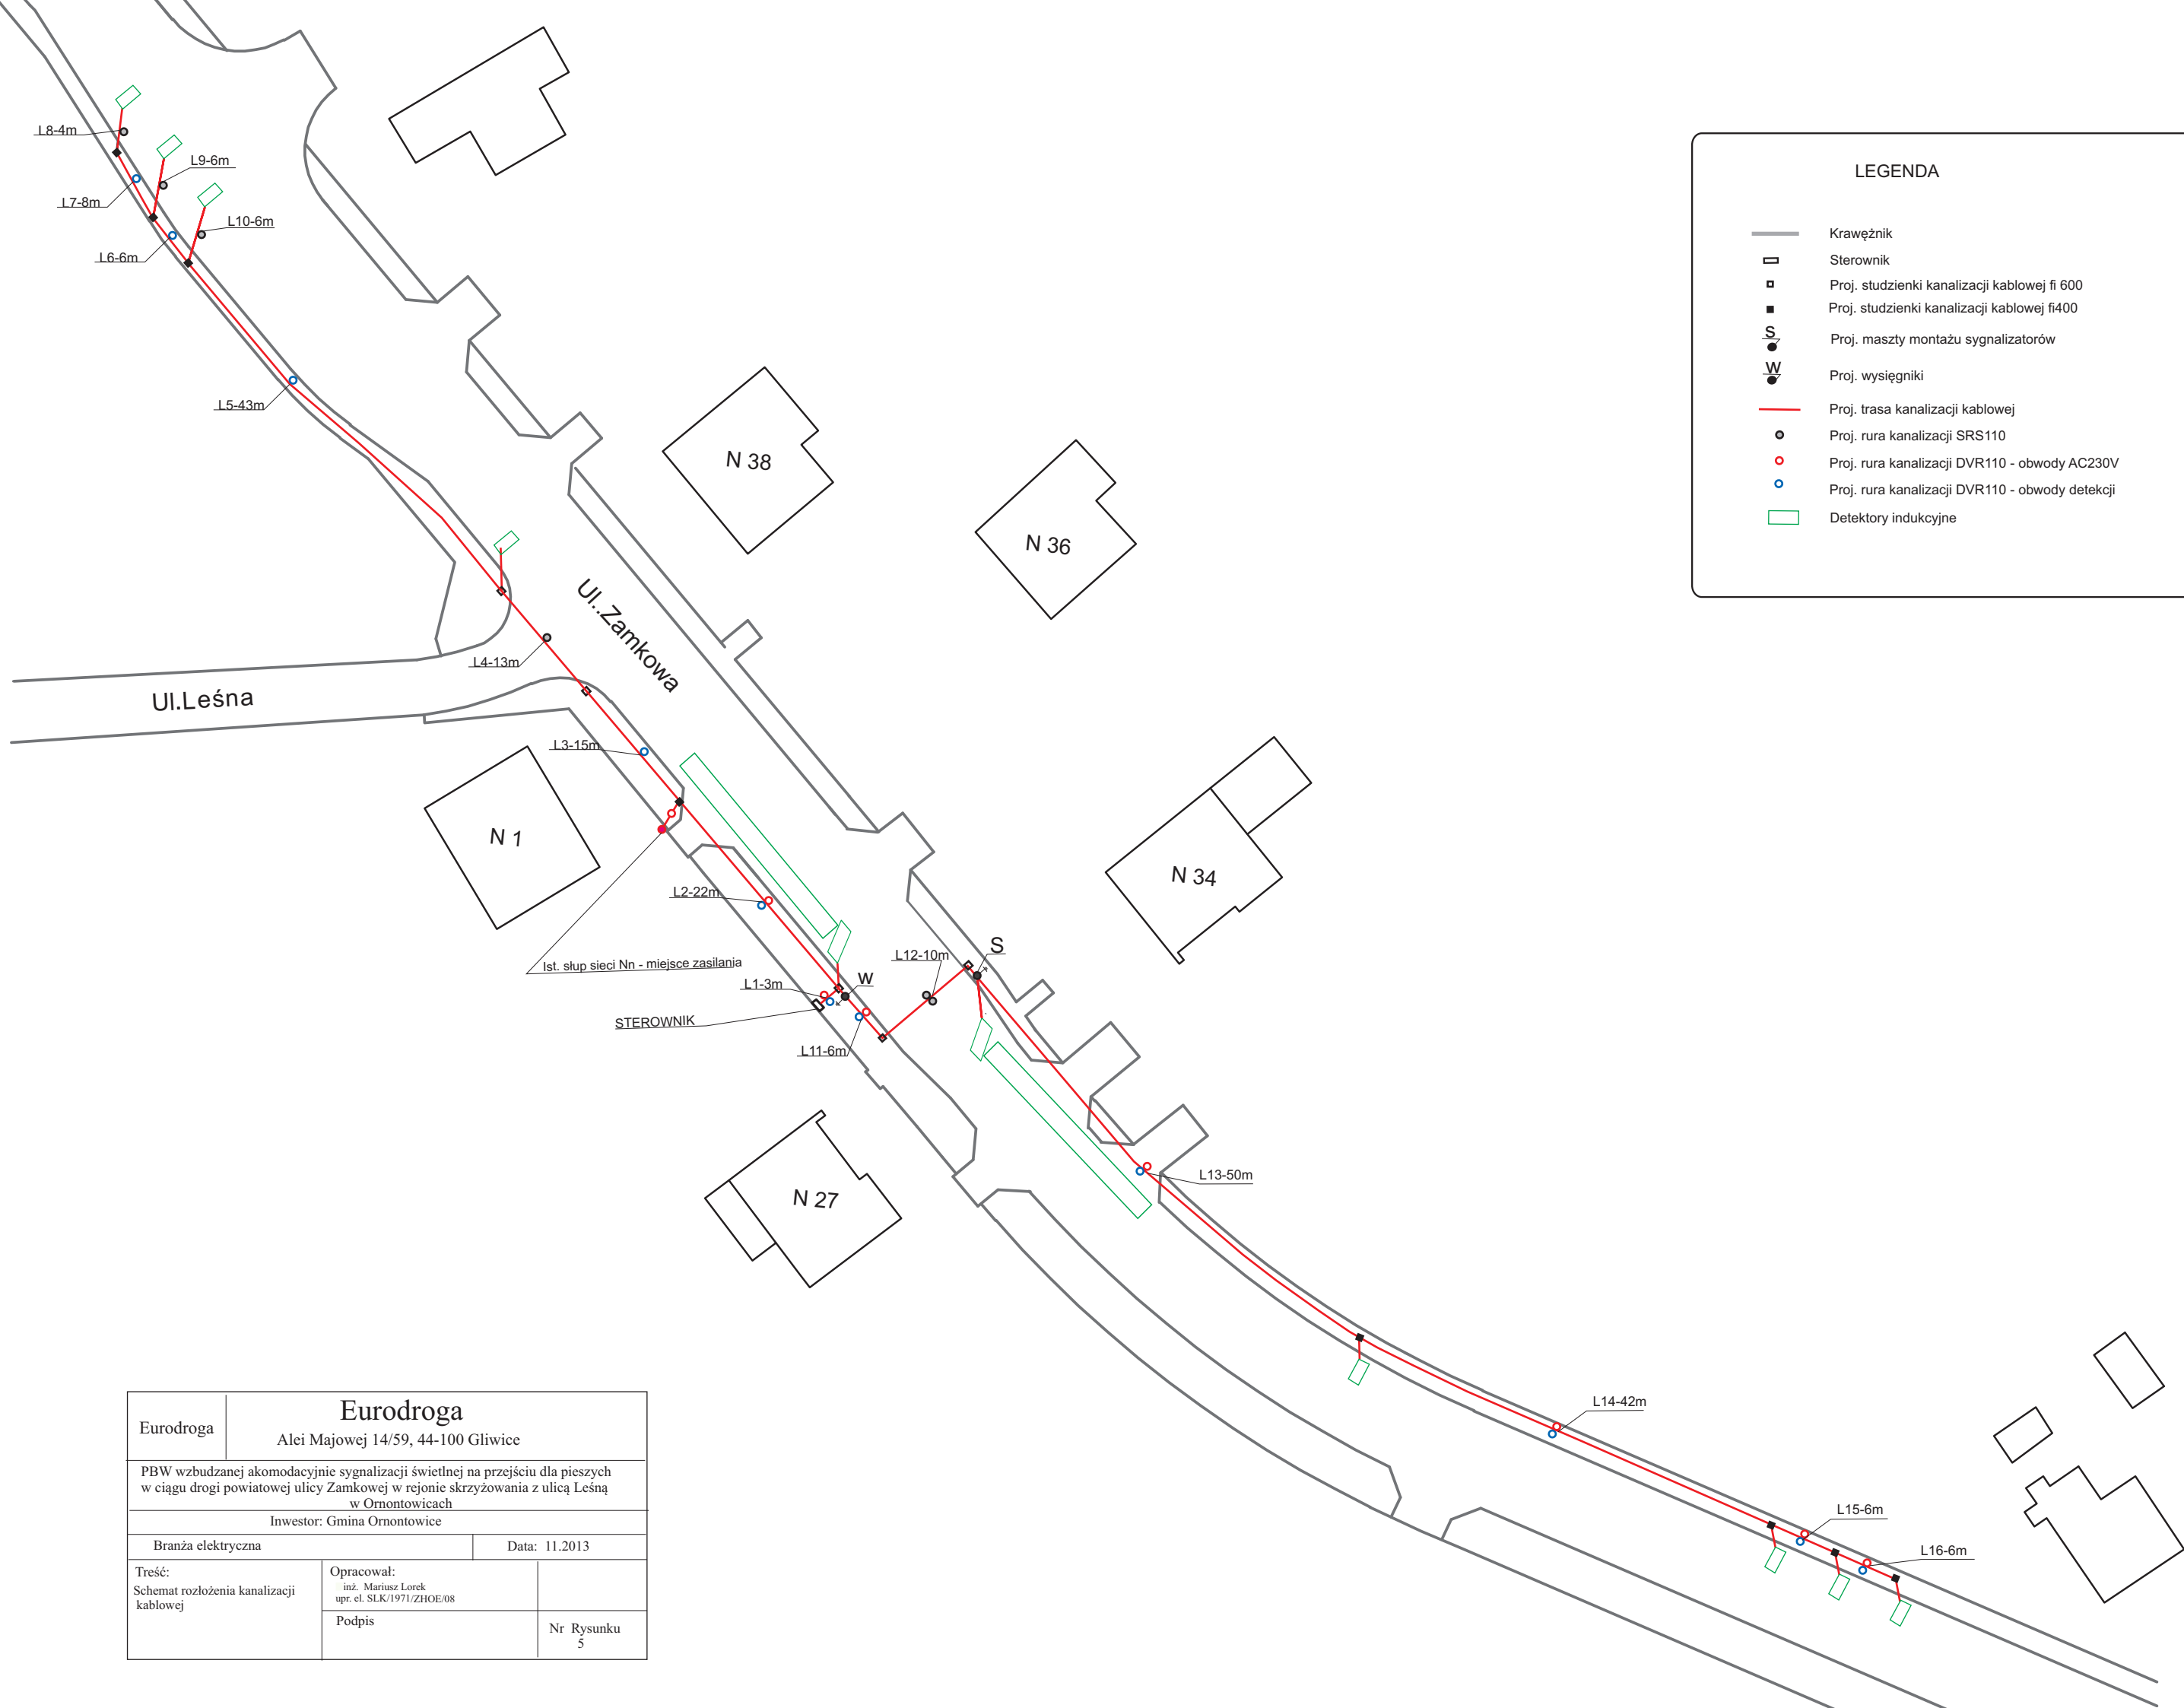 L8-4m
L9-6m
L7-8m
L10-6m
L6-6m
L5-43m
LEGENDA
Krawężnik
Sterownik
Proj. studzienki kanalizacji kablowej fi 600
Proj. studzienki kanalizacji kablowej fi400
S
Proj. maszty montażu sygnalizatorów
W
Proj. wysięgniki
Proj. trasa kanalizacji kablowej
Proj. rura kanalizacji SRS110
Proj. rura kanalizacji DVR110 - obwody AC230V
Proj. rura kanalizacji DVR110 - obwody detekcji
Detektory indukcyjne
N 38
N 36
Ul..Zamkowa
L4-13m
Ul.Leśna
L3-15m
N 1
N 34
L2-22m
Ist. słup sieci Nn - miejsce zasilania
L12-10m
S
L1-3m
W
STEROWNIK
L11-6m
N 27
L13-50m
L14-42m
L15-6m
L16-6m
Eurodroga
Eurodroga
Alei Majowej 14/59, 44-100 Gliwice
PBW wzbudzanej akomodacyjnie sygnalizacji świetlnej na przejściu dla pieszych
w ciągu drogi powiatowej ulicy Zamkowej w rejonie skrzyżowania z ulicą Leśną
w Ornontowicach
Inwestor: Gmina Ornontowice
Branża elektryczna
Data: 11.2013
Treść:
Schemat rozłożenia kanalizacji
kablowej
Opracował:
inż. Mariusz Lorek
upr. el. SLK/1971/ZHOE/08
Podpis
Nr Rysunku
5